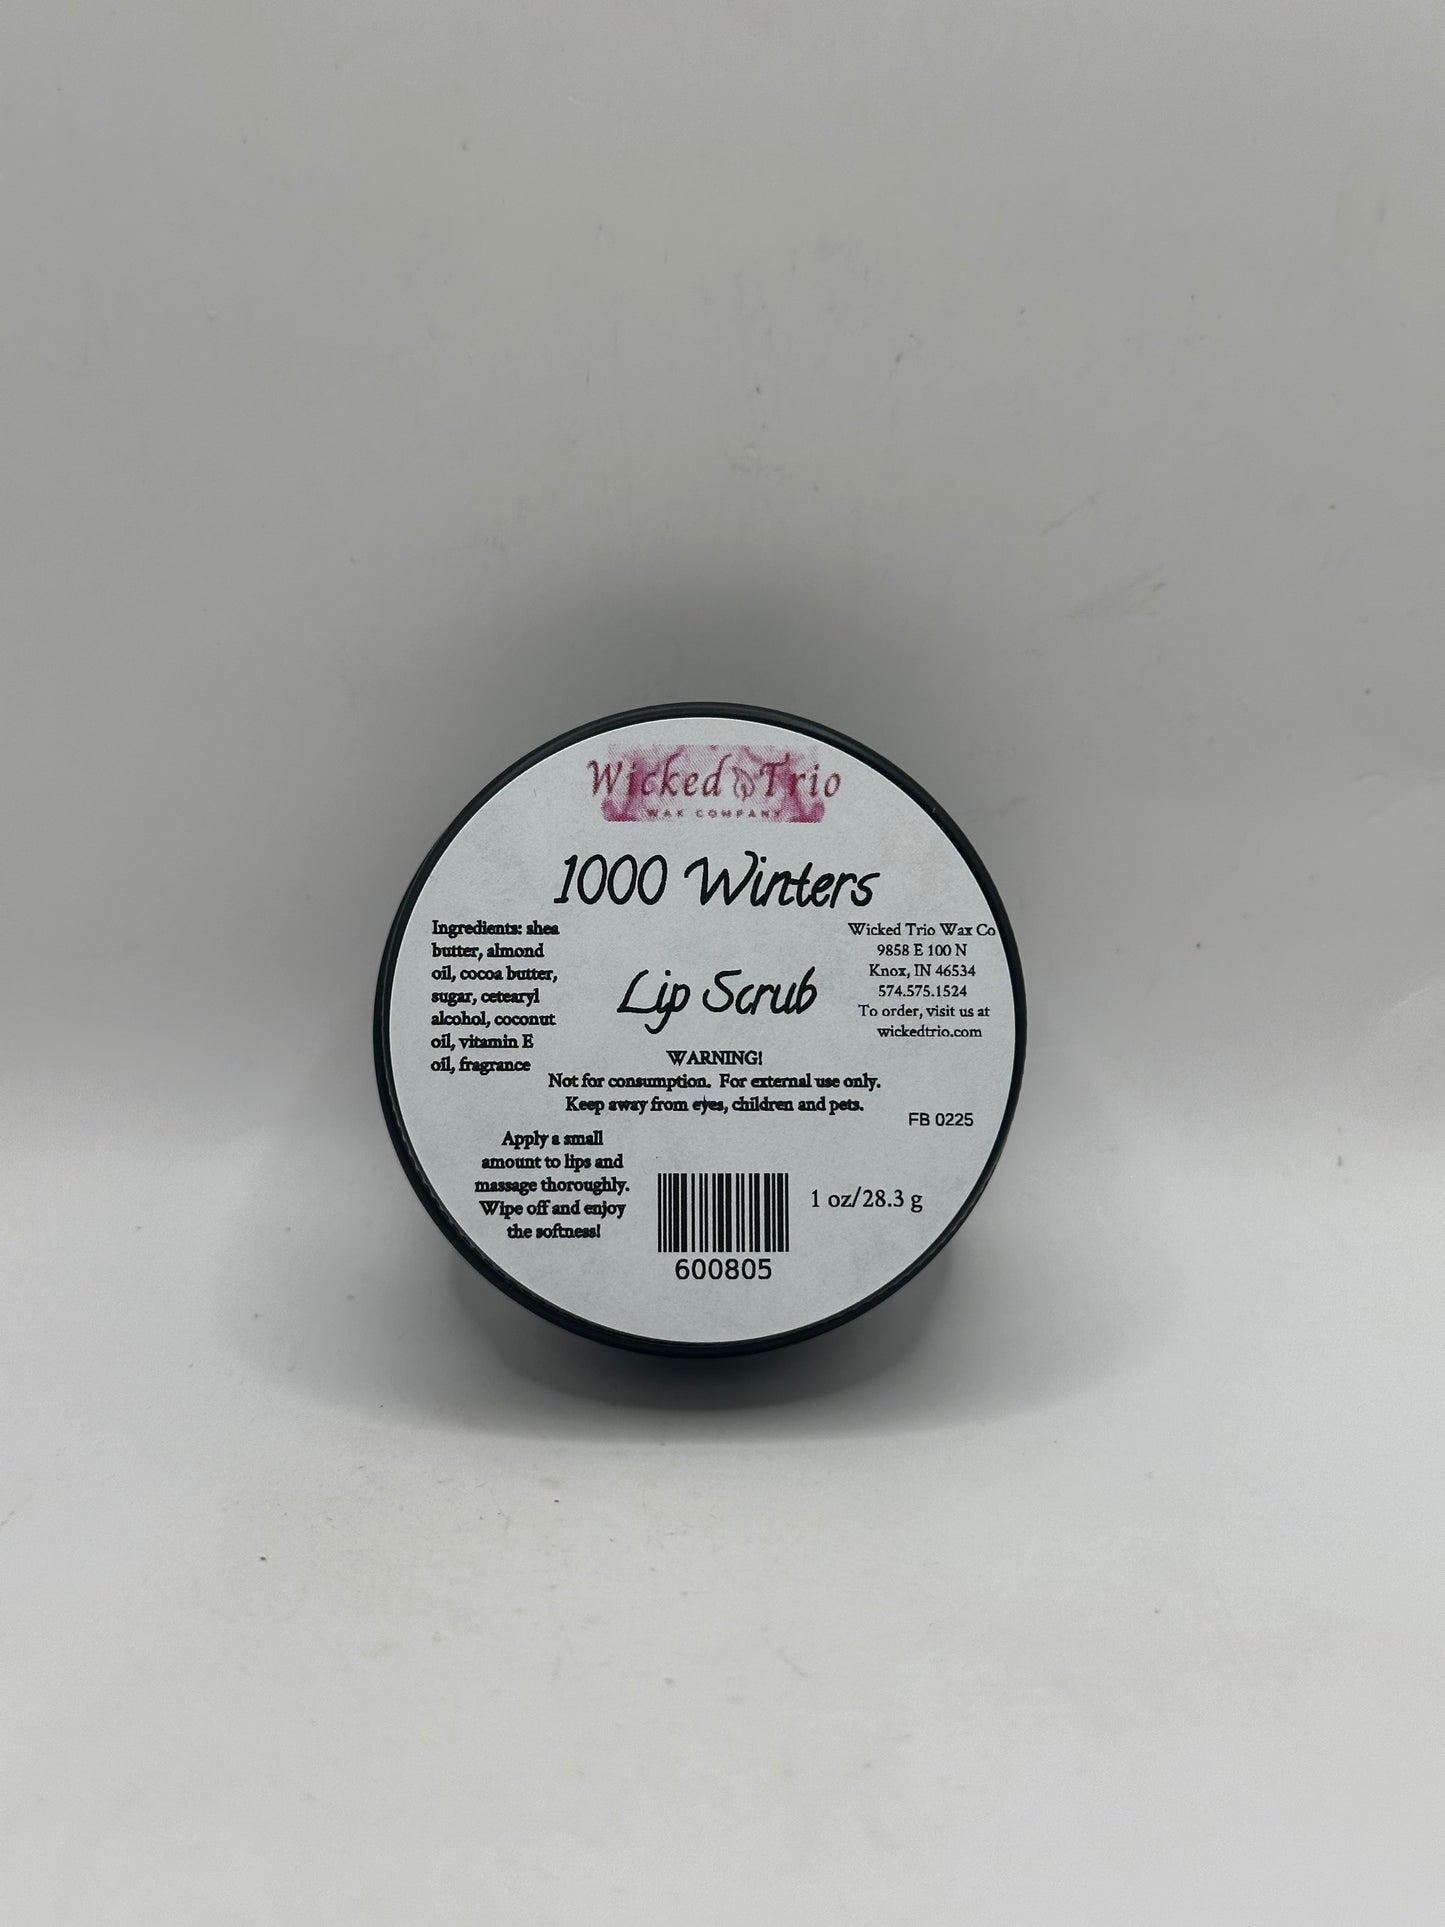 Wicked Trio
WAX COMPANY
1000 Winters
Ingredients: shea
butter, almond
oil, cocoa butter,
sugar, cetearyl
alcohol, coconut
oil, vitamin E
oil, fragrance
Lip Scrub
Wicked Trio Wax Co
9858 E 100 N
Knox, IN 46534
574.575.1524
To order, visit us at
wickedtrio.com
WARNING!
Not for consumption. For external use only.
Keep away from eyes, children and pets.
FB 0225
Apply a small
amount to lips and
massage thoroughly.
Wipe off and enjoy
the softness!
600805
1 oz/28.3 g